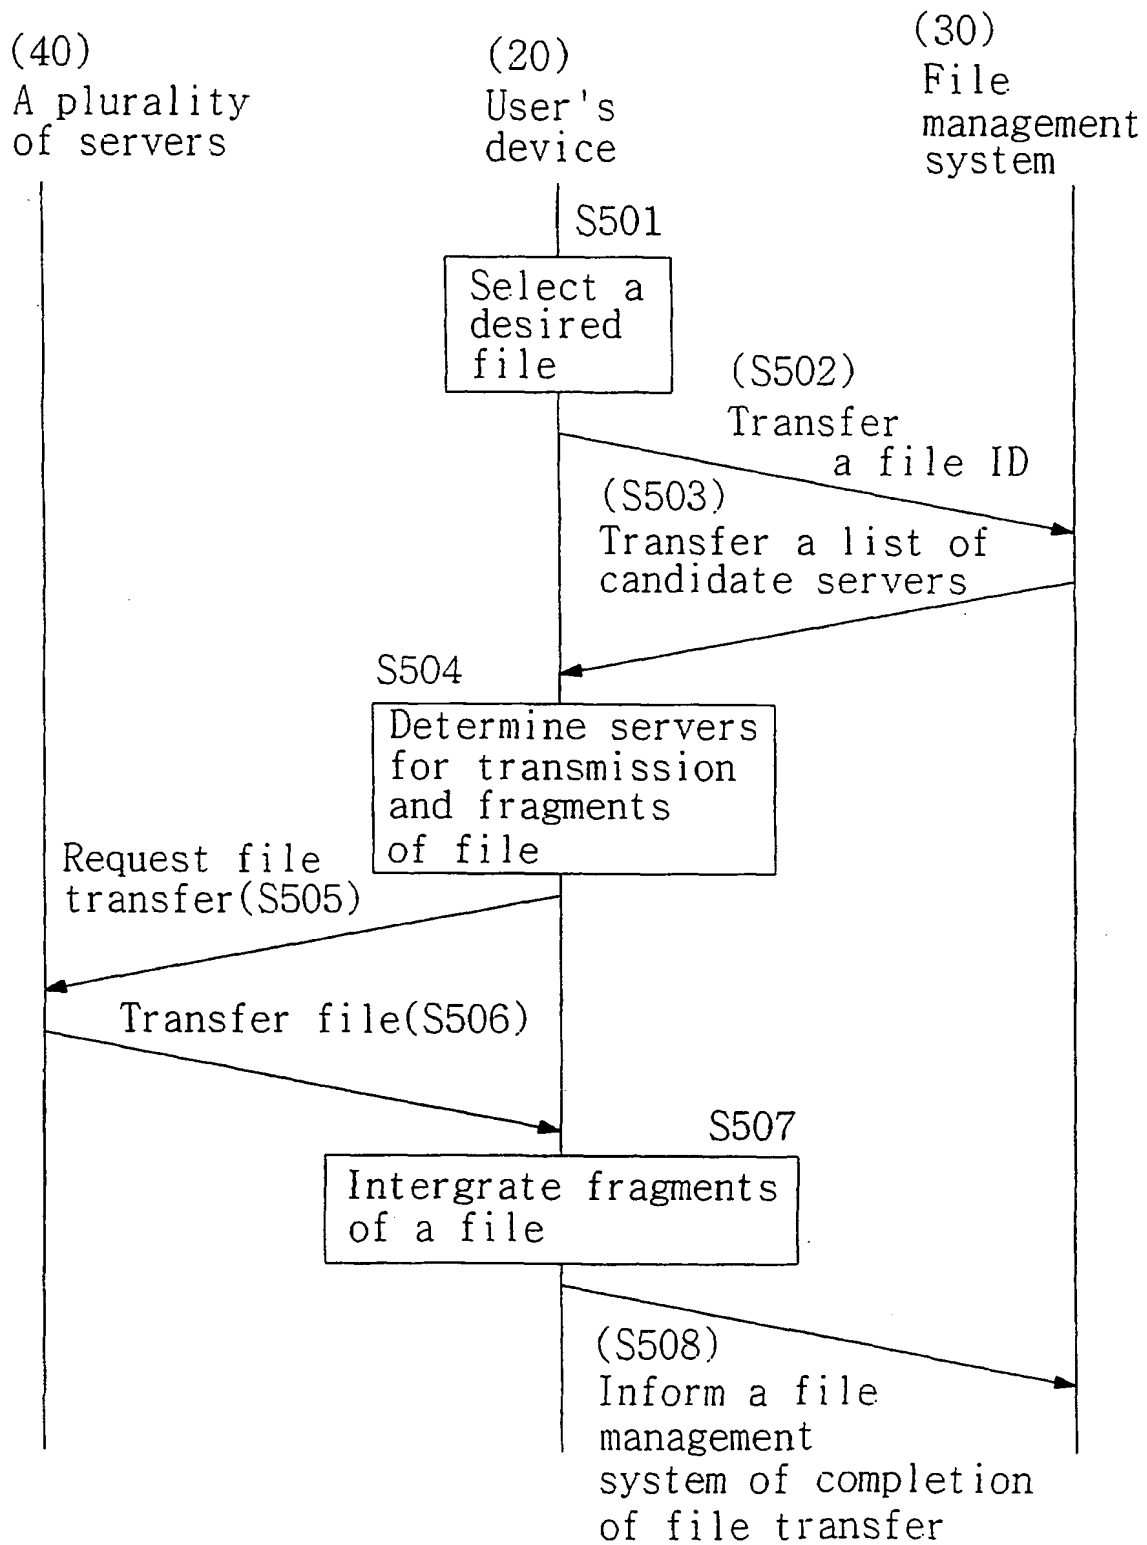 (40)
A plurality
of servers
(20)
User's
device
(30)
File
management
system
S501
Select a
desired
file
(S502)
Transfer
a file ID
(S503)
Transfer a list of
candidate servers
S504
Determine servers
for transmission
and fragments
of file
Request file
transfer(S505)
Transfer file(S506)
S507
Intergrate fragments
of a file
(S508)
Inform a file
management
system of completion
of file transfer